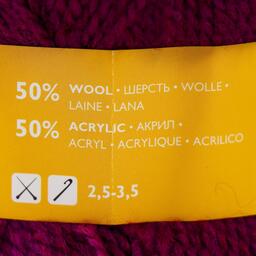 50% WOOL · ШЕРСТЬ · WOLLE ·
LAINE · LANA
50% ACRYLIC · АКРИЛ ·
ACRYL · ACRYLIQUE · ACRILICO
2,5-3,5